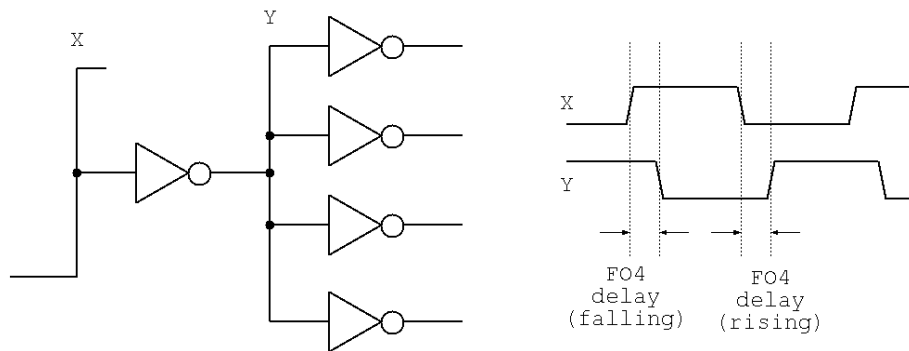 X
Y
X
Y
FO4
delay
(falling)
FO4
delay
(rising)